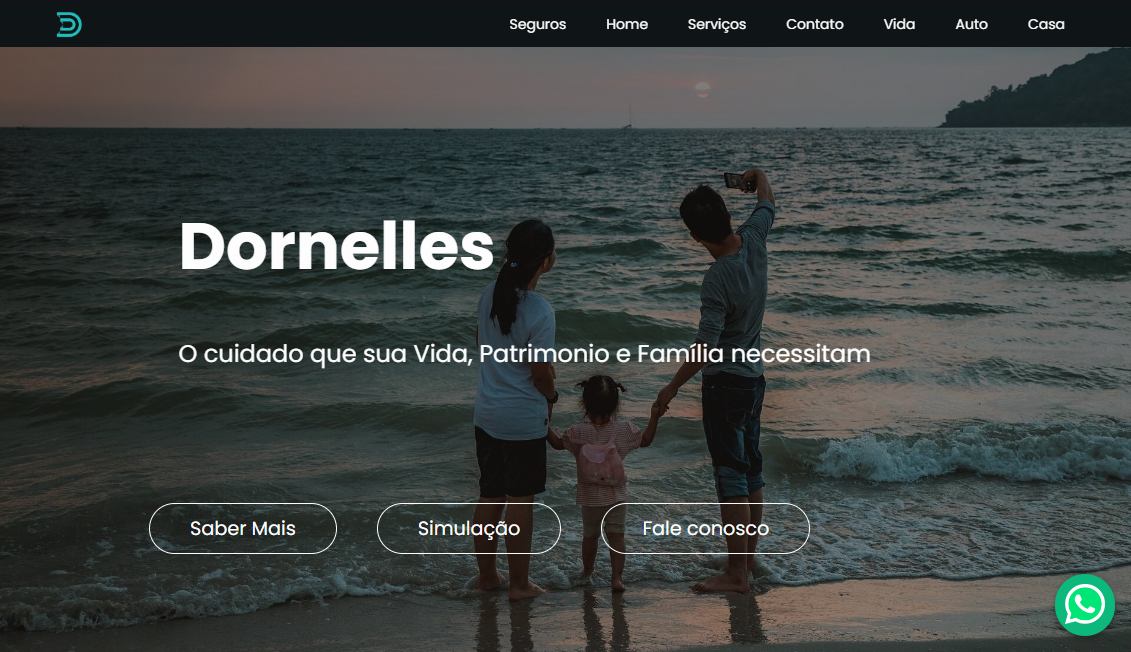 Seguros Home Serviços Contato Vida Auto Casa
Dornelles
O cuidado que sua Vida, Patrimonio e Família necessitam
Saber Mais Simulação Fale conosco